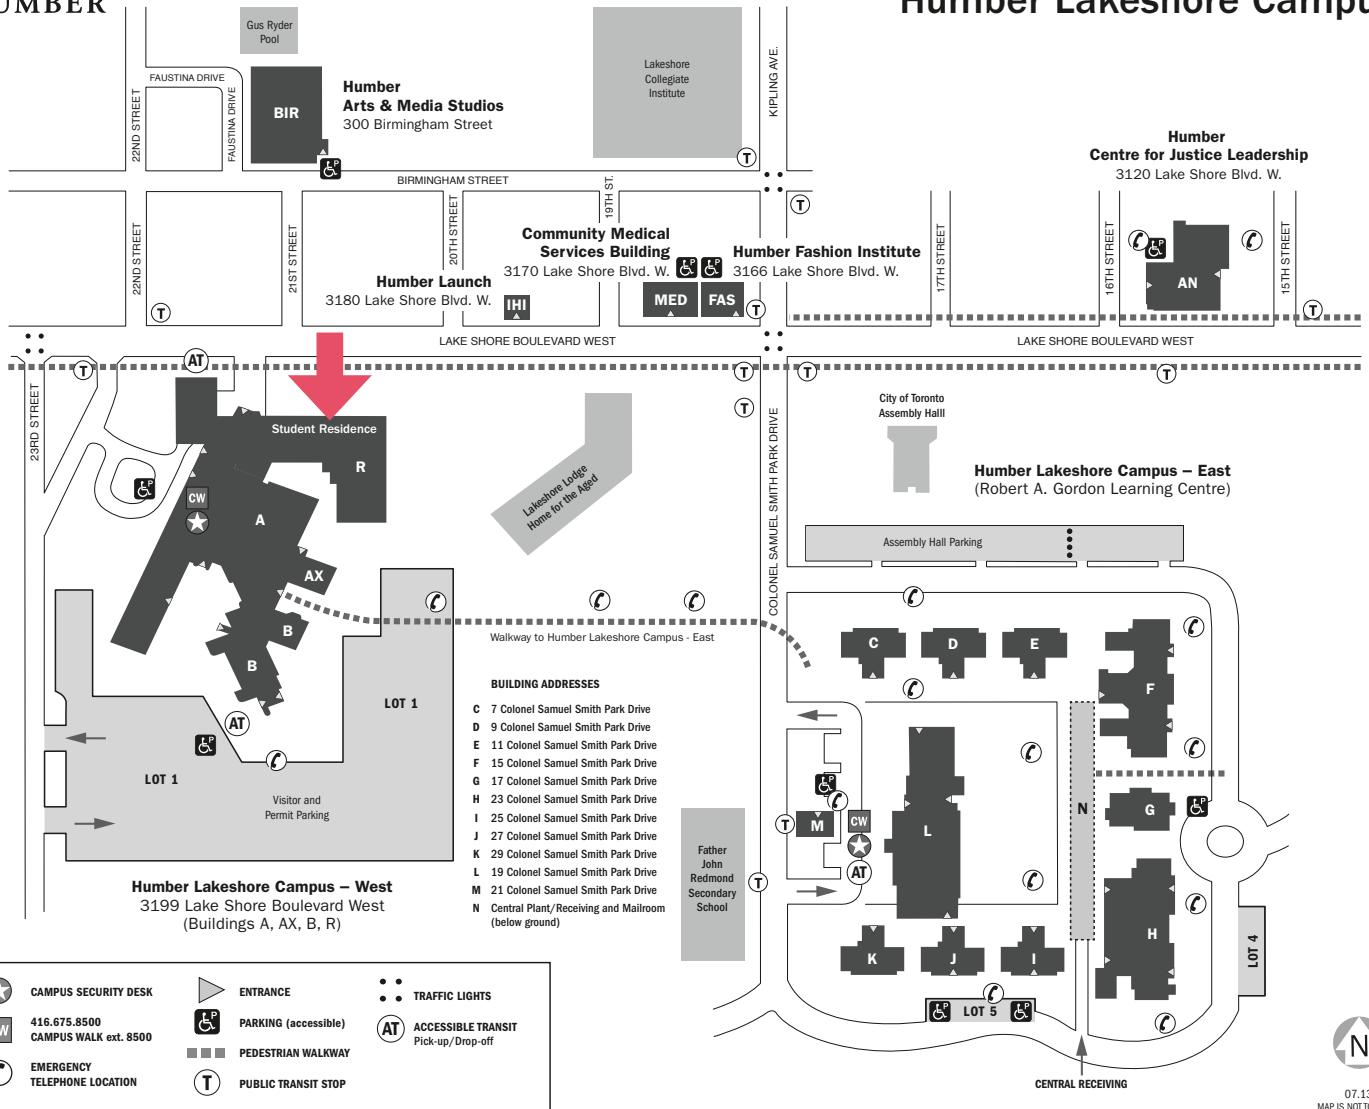 Humber Lakeshore
Gus Ryder
Pool
FAUSTINA DRIVE
FAUSTINA DRIVE
22ND STREET
BIR
Humber
Arts & Media Studios
300 Birmingham Street
Lakeshore
Collegiate
Institute
KIPLING AVE.
T
P
Humber
Centre for Justice Leadership
3120 Lake Shore Blvd. W.
BIRMINGHAM STREET
T
22ND STREET
21ST STREET
20TH STREET
19TH ST.
17TH STREET
16TH STREET
15TH STREET
Community Medical
Services Building
3170 Lake Shore Blvd. W.
P
P
Humber Fashion Institute
3166 Lake Shore Blvd. W.
Humber Launch
3180 Lake Shore Blvd. W.
IHI
MED
FAS
T
T
P
AN
T
LAKE SHORE BOULEVARD WEST
LAKE SHORE BOULEVARD WEST
AT
T
T
T
T
T
23RD STREET
Student Residence
R
P
CW
A
AX
B
B
Lakeshore Lodge
Home for the Aged
COLONEL SAMUEL SMITH PARK DRIVE
City of Toronto
Assembly Halll
Humber Lakeshore Campus – East
(Robert A. Gordon Learning Centre)
Assembly Hall Parking
Walkway to Humber Lakeshore Campus - East
C
D
E
F
G
H
I
J
K
L
M
N
T
T
P
CW
AT
P
LOT 1
LOT 1
AT
P
Visitor and
Permit Parking
Humber Lakeshore Campus – West
3199 Lake Shore Boulevard West
(Buildings A, AX, B, R)
BUILDING ADDRESSES
C 7 Colonel Samuel Smith Park Drive
D 9 Colonel Samuel Smith Park Drive
E 11 Colonel Samuel Smith Park Drive
F 15 Colonel Samuel Smith Park Drive
G 17 Colonel Samuel Smith Park Drive
H 23 Colonel Samuel Smith Park Drive
I 25 Colonel Samuel Smith Park Drive
J 27 Colonel Samuel Smith Park Drive
K 29 Colonel Samuel Smith Park Drive
L 19 Colonel Samuel Smith Park Drive
M 21 Colonel Samuel Smith Park Drive
N Central Plant/Receiving and Mailroom
(below ground)
Father
John
Redmond
Secondary
School
LOT 4
P
LOT 5
P
CENTRAL RECEIVING
CAMPUS SECURITY DESK
416.675.8500
CAMPUS WALK ext. 8500
EMERGENCY
TELEPHONE LOCATION
ENTRANCE
P
PARKING (accessible)
PEDESTRIAN WALKWAY
T
PUBLIC TRANSIT STOP
TRAFFIC LIGHTS
AT
ACCESSIBLE TRANSIT
Pick-up/Drop-off
N
07.13
MAP IS NOT